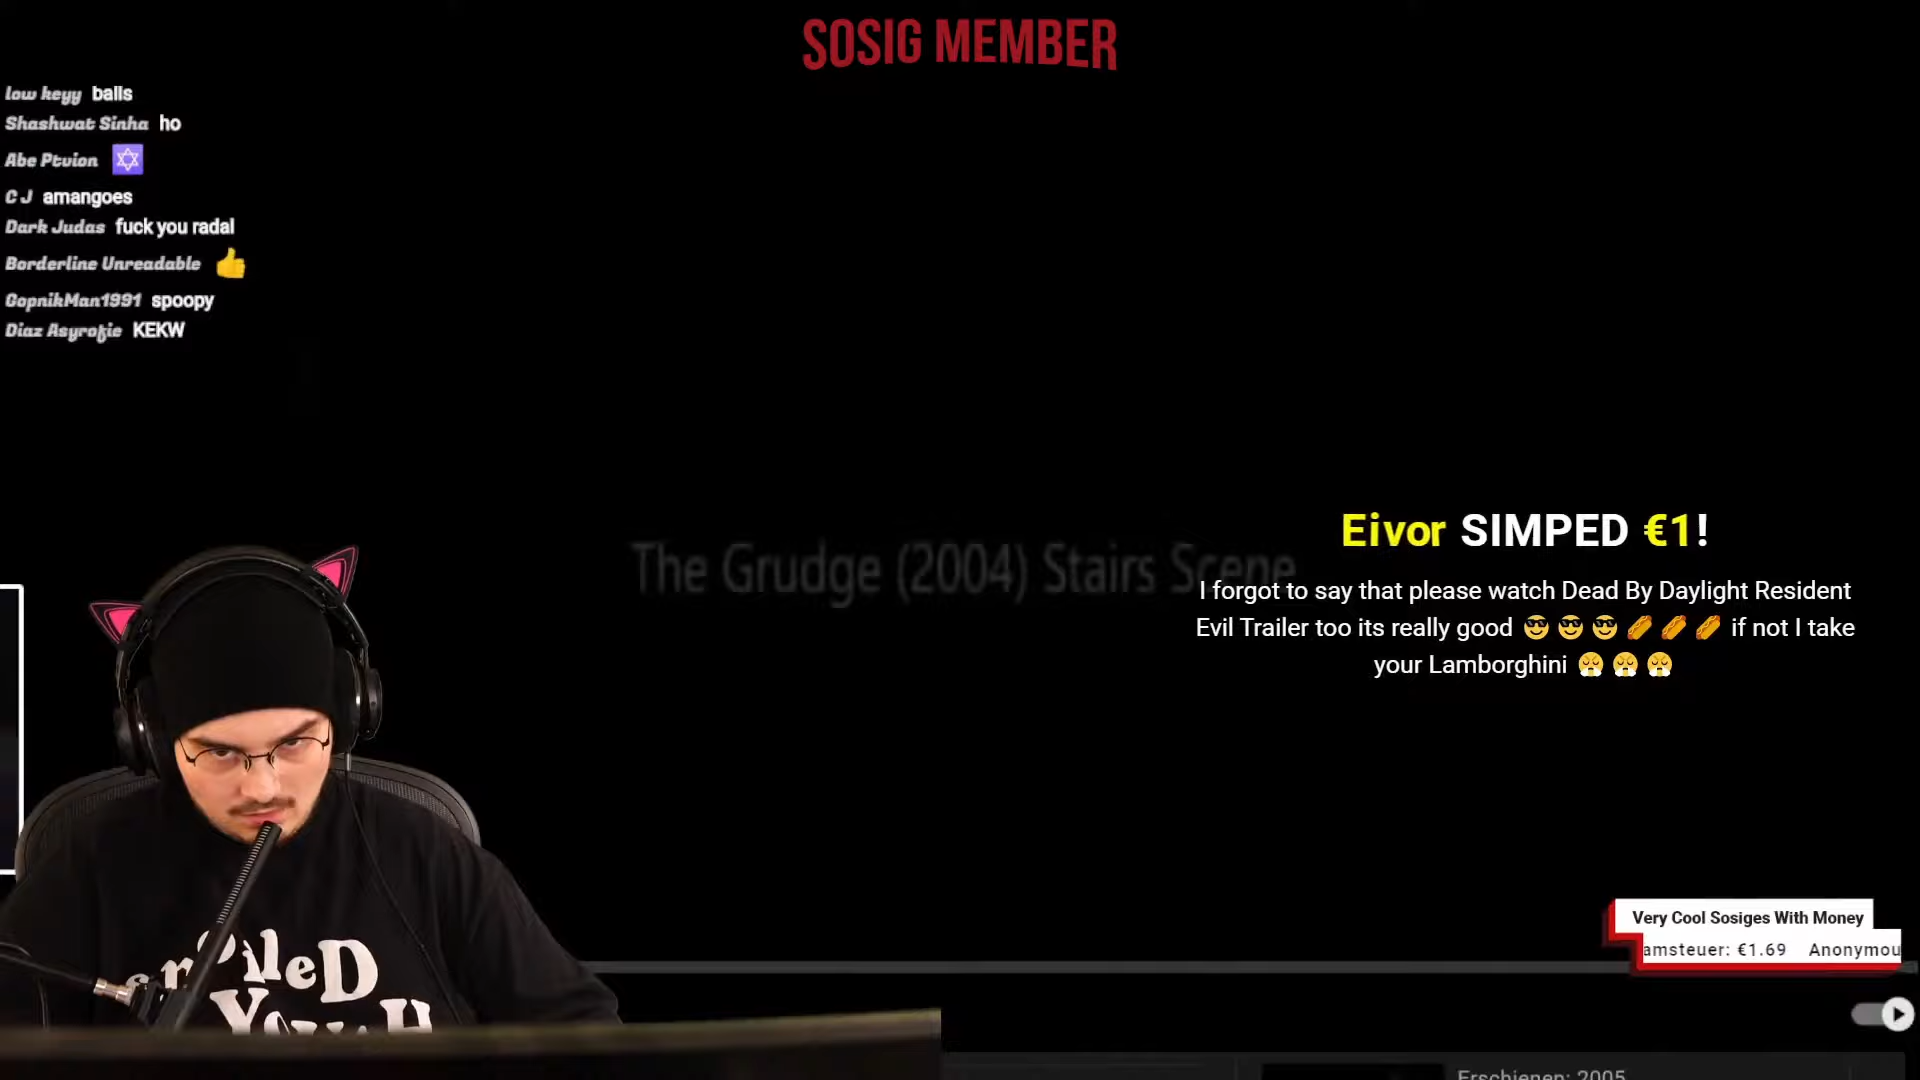 SOSIG MEMBER
low keyy balls
Shashwat Sinha ho
Abe Ptvion
C J amangoes
Dark Judas fuck you radal
Borderline Unreadable
GopnikMan1991 spoopy
Diaz Asyrofie KEKW
The Grudge (2004) Stairs Scene
Eivor SIMPED €1!
I forgot to say that please watch Dead By Daylight Resident
Evil Trailer too its really good 😎 😎 😎 🌭 🌭 🌭 if not I take
your Lamborghini 😤 😤 😤
Very Cool Sosiges With Money
amsteuer: €1.69 Anonymou
Erschienen: 2005